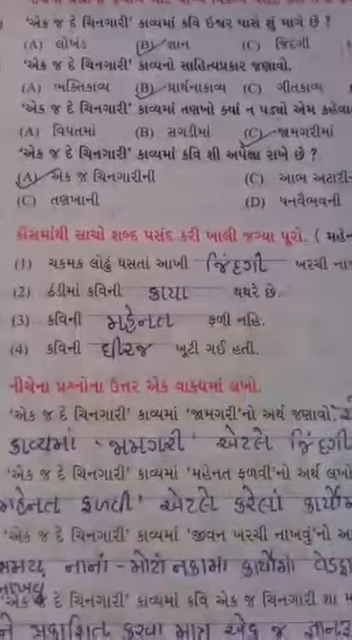 'એક જ દે ચિનગારી' કાવ્યમાં કવિ ઈશ્વર પાસે શું માગે છે ?
(A) લોખંડ (B) જ્ઞાન (C) જિંદગી
'એક જ દે ચિનગારી' કાવ્યનો સાહિત્યપ્રકાર જણાવો.
(A) ભક્તિકાવ્ય (B) પ્રાર્થનાકાવ્ય (C) ગીતકાવ્ય
'એક જ દે ચિનગારી' કાવ્યમાં તણખો ક્યાં ન પડ્યો એમ કહેવા
(A) વિપતમાં (B) સગડીમાં (C) જામગરીમાં
'એક જ દે ચિનગારી' કાવ્યમાં કવિ શી અપેક્ષા રાખે છે ?
(A) એક જ ચિનગારીની (C) આભ અટારી
(C) તણખાની (D) ધનવૈભવની
કૌંસમાંથી સાચો શબ્દ પસંદ કરી ખાલી જગ્યા પૂરો. ( મહેન
(1) ચકમક લોઢું ઘસતાં આખી જિંદગી ખરચી ના
(2) ઠંડીમાં કવિની કાયા થથરે છે.
(3) કવિની મહેનત ફળી નહિ.
(4) કવિની ધીરજ ખૂટી ગઈ હતી.
નીચેના પ્રશ્નોના ઉત્તર એક વાક્યમાં લખો.
'એક જ દે ચિનગારી' કાવ્યમાં 'જામગરી'નો અર્થ જણાવો.
કાવ્યમાં 'જામગરી' એટલે જિંદગી
'એક જ દે ચિનગારી' કાવ્યમાં 'મહેનત ફળવી'નો અર્થ લખો
મહેનત ફળવી' એટલે કરેલાં કાર્યોમાં
'એક જ દે ચિનગારી' કાવ્યમાં 'જીવન ખરચી નાખવું'નો અ
સમય નાનાં - મોટાં નકામાં કાર્યોમાં વેડફી
નાખવું
'એક જ દે ચિનગારી' કાવ્યમાં કવિ એક જ ચિનગારી શા મ
પ્રકાશિત કરવા માત્ર એક જ